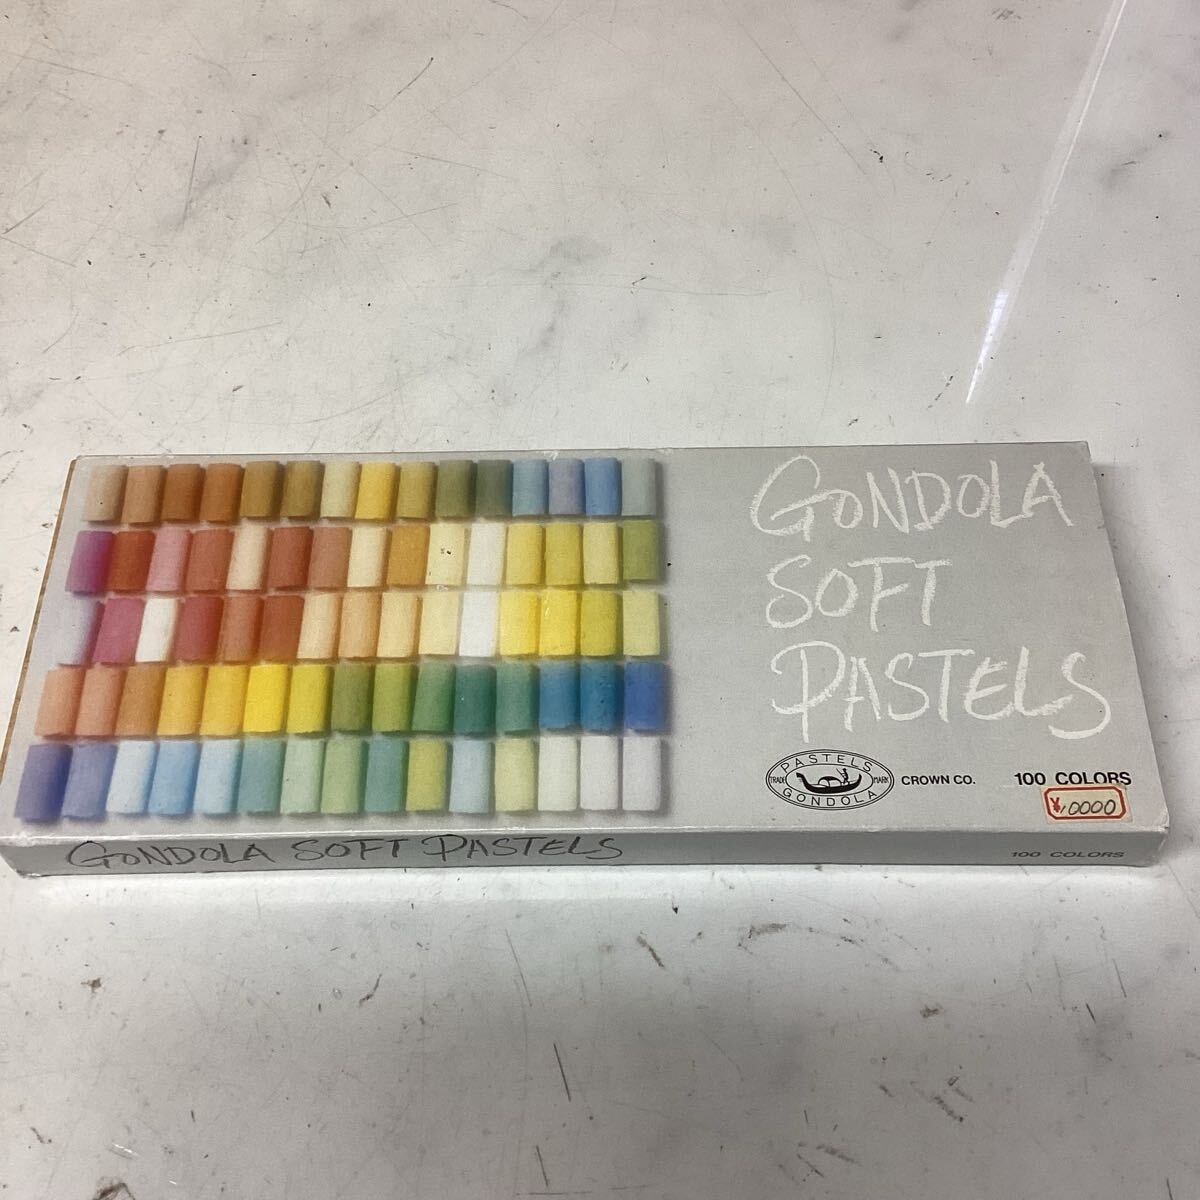 GONDOLA
SOFT
PASTELS
PASTELS
TRADE MARK
GONDOLA
CROWN CO.
100 COLORS
¥10000
GONDOLA SOFT PASTELS
100 COLORS